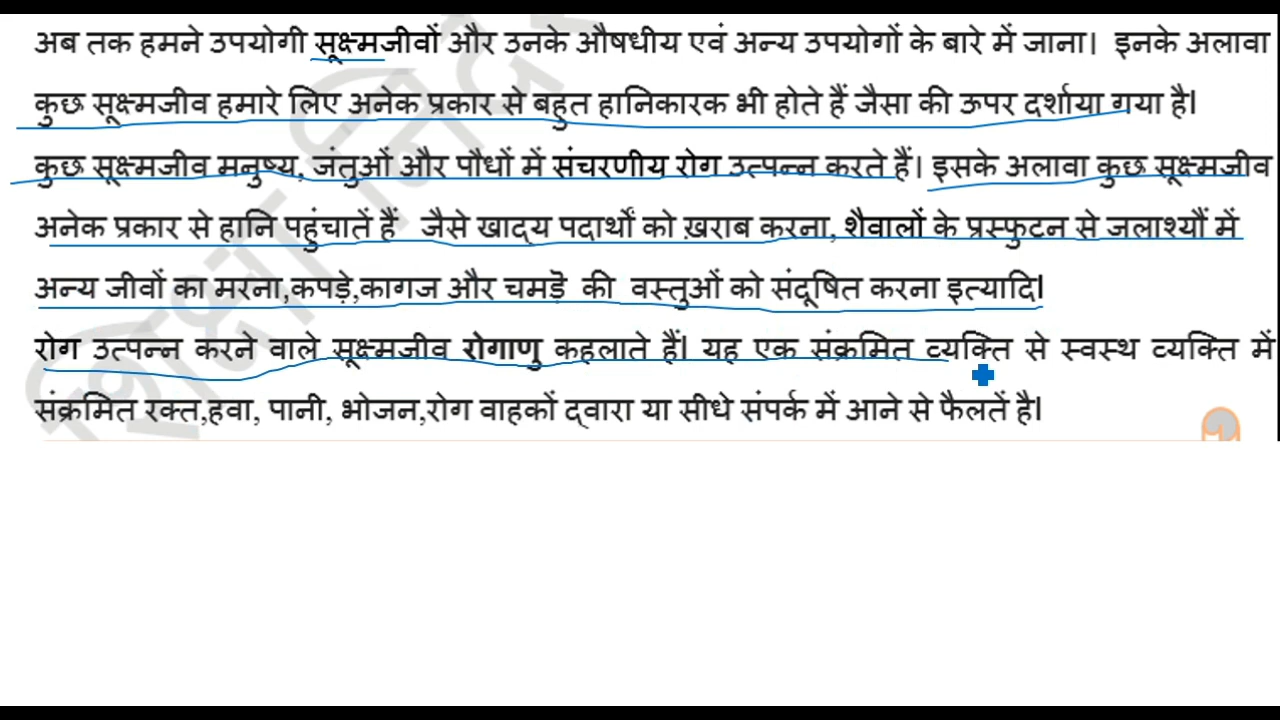 अब तक हमने उपयोगी सूक्ष्मजीवों और उनके औषधीय एवं अन्य उपयोगों के बारे में जाना। इनके अलावा
कुछ सूक्ष्मजीव हमारे लिए अनेक प्रकार से बहुत हानिकारक भी होते हैं जैसा की ऊपर दर्शाया गया है।
कुछ सूक्ष्मजीव मनुष्य, जंतुओं और पौधों में संचरणीय रोग उत्पन्न करते हैं। इसके अलावा कुछ सूक्ष्मजीव
अनेक प्रकार से हानि पहुंचातें हैं जैसे खाद्य पदार्थों को ख़राब करना, शैवालों के प्रस्फुटन से जलाश्यौं में
अन्य जीवों का मरना,कपड़े,कागज और चमड़े की वस्तुओं को संदूषित करना इत्यादि।
रोग उत्पन्न करने वाले सूक्ष्मजीव रोगाणु कहलाते हैं। यह एक संक्रमित व्यक्ति से स्वस्थ व्यक्ति में
संक्रमित रक्त,हवा, पानी, भोजन,रोग वाहकों द्वारा या सीधे संपर्क में आने से फैलतें है।